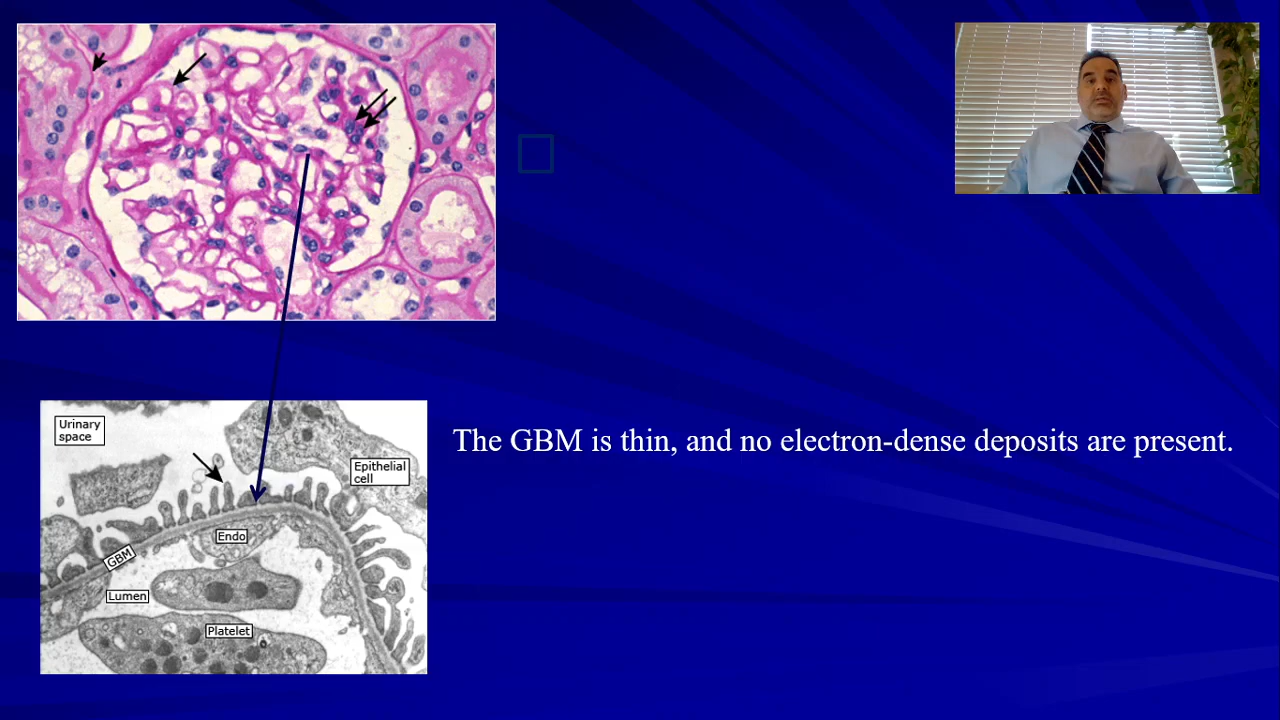 Urinary
space
Epithelial
cell
The GBM is thin, and no electron-dense deposits are present.
Endo
GBM
Lumen
Platelet